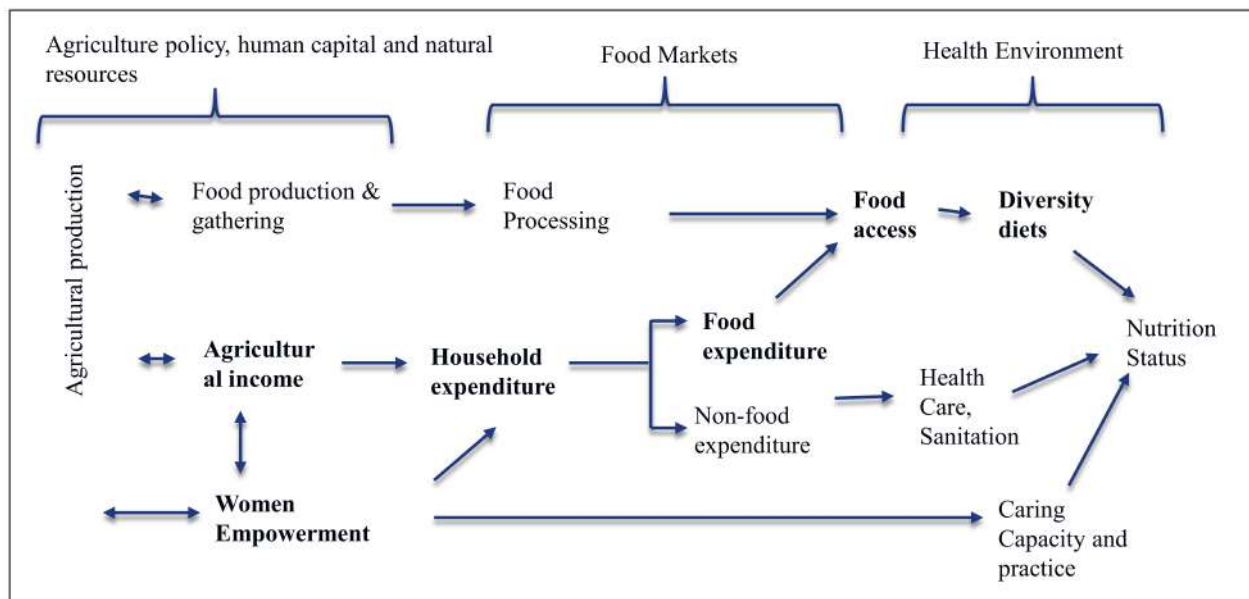 Agriculture policy, human capital and natural
resources
Food Markets
Health Environment
Agricultural production
Food production &
gathering
Food
Processing
Food
access
Diversity
diets
Agricultur
al income
Household
expenditure
Food
expenditure
Non-food
expenditure
Health
Care,
Sanitation
Nutrition
Status
Women
Empowerment
Caring
Capacity and
practice